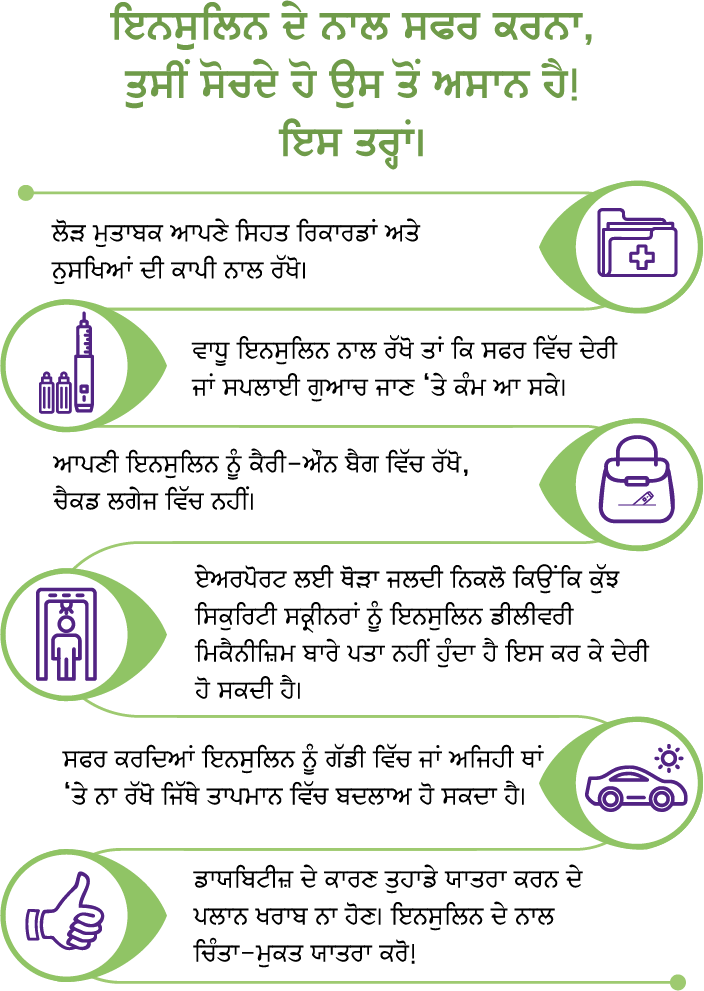 ਇਨਸੁਲਿਨ ਦੇ ਨਾਲ ਸਫਰ ਕਰਨਾ,
ਤੁਸੀਂ ਸੋਚਦੇ ਹੋ ਉਸ ਤੋਂ ਅਸਾਨ ਹੈ!
ਇਸ ਤਰ੍ਹਾਂ।
ਲੋੜ ਮੁਤਾਬਕ ਆਪਣੇ ਸਿਹਤ ਰਿਕਾਰਡਾਂ ਅਤੇ
ਨੁਸਖਿਆਂ ਦੀ ਕਾਪੀ ਨਾਲ ਰੱਖੋ।
ਵਾਧੂ ਇਨਸੁਲਿਨ ਨਾਲ ਰੱਖੋ ਤਾਂ ਕਿ ਸਫਰ ਵਿੱਚ ਦੇਰੀ
ਜਾਂ ਸਪਲਾਈ ਗੁਆਚ ਜਾਣ ‘ਤੇ ਕੰਮ ਆ ਸਕੇ।
ਆਪਣੀ ਇਨਸੁਲਿਨ ਨੂੰ ਕੈਰੀ-ਔਨ ਬੈਗ ਵਿੱਚ ਰੱਖੋ,
ਚੈਕਡ ਲਗੇਜ ਵਿੱਚ ਨਹੀਂ।
ਏਅਰਪੋਰਟ ਲਈ ਥੋੜਾ ਜਲਦੀ ਨਿਕਲੋ ਕਿਉਂਕਿ ਕੁੱਝ
ਸਿਕੁਰਿਟੀ ਸਕ੍ਰੀਨਰਾਂ ਨੂੰ ਇਨਸੁਲਿਨ ਡੀਲੀਵਰੀ
ਮਿਕੈਨੀਜ਼ਿਮ ਬਾਰੇ ਪਤਾ ਨਹੀਂ ਹੁੰਦਾ ਹੈ ਇਸ ਕਰ ਕੇ ਦੇਰੀ
ਹੋ ਸਕਦੀ ਹੈ।
ਸਫਰ ਕਰਦਿਆਂ ਇਨਸੁਲਿਨ ਨੂੰ ਗੱਡੀ ਵਿੱਚ ਜਾਂ ਅਜਿਹੀ ਥਾਂ
‘ਤੇ ਨਾ ਰੱਖੋ ਜਿੱਥੇ ਤਾਪਮਾਨ ਵਿੱਚ ਬਦਲਾਅ ਹੋ ਸਕਦਾ ਹੈ।
ਡਾਯਬਿਟੀਜ਼ ਦੇ ਕਾਰਣ ਤੁਹਾਡੇ ਯਾਤਰਾ ਕਰਨ ਦੇ
ਪਲਾਨ ਖਰਾਬ ਨਾ ਹੋਣ। ਇਨਸੁਲਿਨ ਦੇ ਨਾਲ
ਚਿੰਤਾ-ਮੁਕਤ ਯਾਤਰਾ ਕਰੋ!